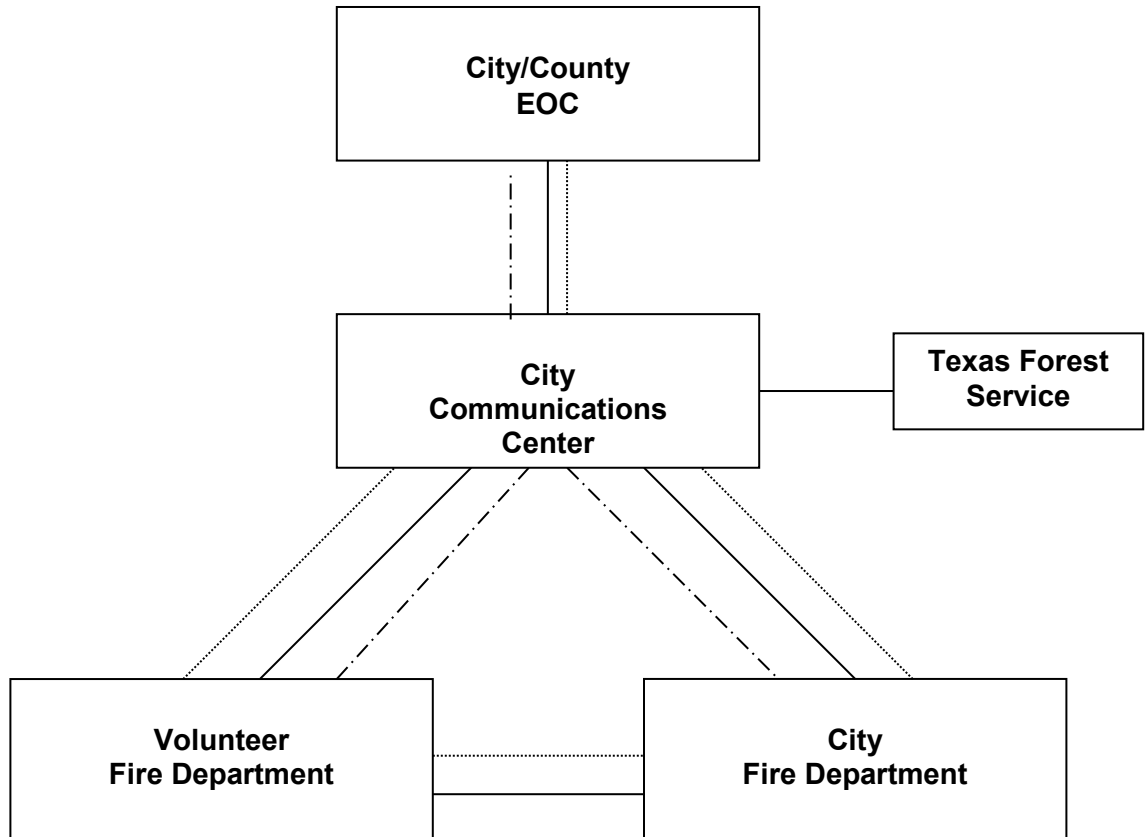 City/County
EOC
City
Communications
Center
Texas Forest
Service
Volunteer
Fire Department
City
Fire Department